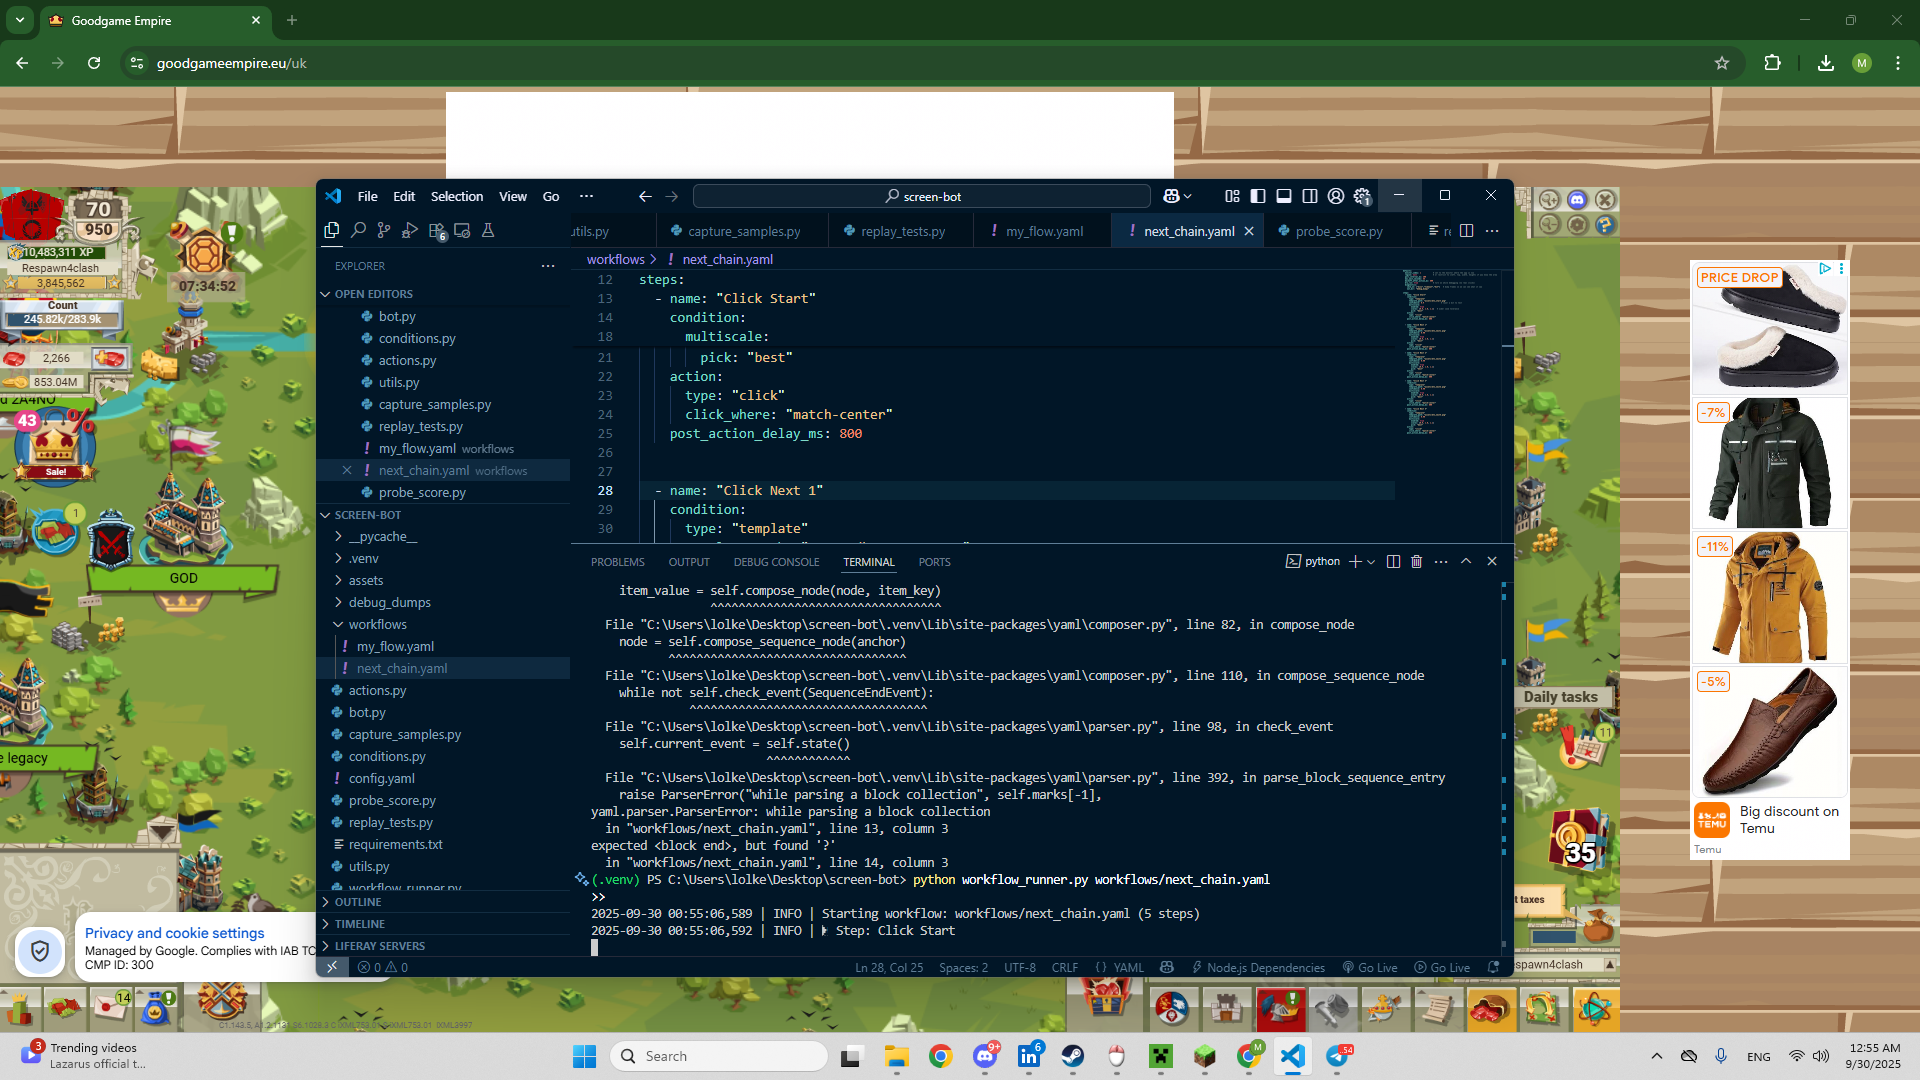 Goodgame Empire
goodgameempire.eu/uk
M
70
950
10,483,311 XP
Respawn4clash
3,845,562
Count
245.82k/283.9k
2,266
853.04M
07:34:52
43
%
Sale!
1
GOD
e legacy
File
Edit
Selection
View
Go
screen-bot
1
6
EXPLORER
OPEN EDITORS
bot.py
conditions.py
actions.py
utils.py
capture_samples.py
replay_tests.py
my_flow.yaml workflows
next_chain.yaml workflows
probe_score.py
SCREEN-BOT
__pycache__
.venv
assets
debug_dumps
workflows
my_flow.yaml
next_chain.yaml
actions.py
bot.py
capture_samples.py
conditions.py
config.yaml
probe_score.py
replay_tests.py
requirements.txt
utils.py
workflow_runner.py
OUTLINE
TIMELINE
LIFERAY SERVERS
utils.py
capture_samples.py
replay_tests.py
my_flow.yaml
next_chain.yaml
probe_score.py
workflows > next_chain.yaml
12 steps:
13 - name: "Click Start"
14 condition:
18 multiscale:
21 pick: "best"
22 action:
23 type: "click"
24 click_where: "match-center"
25 post_action_delay_ms: 800
26
27
28 - name: "Click Next 1"
29 condition:
30 type: "template"
PROBLEMS
OUTPUT
DEBUG CONSOLE
TERMINAL
PORTS
python
item_value = self.compose_node(node, item_key)
^^^^^^^^^^^^^^^^^^^^^^^^^^^^^^^
File "C:\Users\lolke\Desktop\screen-bot\.venv\Lib\site-packages\yaml\composer.py", line 82, in compose_node
node = self.compose_sequence_node(anchor)
^^^^^^^^^^^^^^^^^^^^^^^^^^^^^^^^
File "C:\Users\lolke\Desktop\screen-bot\.venv\Lib\site-packages\yaml\composer.py", line 110, in compose_sequence_node
while not self.check_event(SequenceEndEvent):
^^^^^^^^^^^^^^^^^^^^^^^^^^^^^^^^
File "C:\Users\lolke\Desktop\screen-bot\.venv\Lib\site-packages\yaml\parser.py", line 98, in check_event
self.current_event = self.state()
^^^^^^^^^^^^
File "C:\Users\lolke\Desktop\screen-bot\.venv\Lib\site-packages\yaml\parser.py", line 392, in parse_block_sequence_entry
raise ParserError("while parsing a block collection", self.marks[-1],
yaml.parser.ParserError: while parsing a block collection
in "workflows/next_chain.yaml", line 13, column 3
expected <block end>, but found '?'
in "workflows/next_chain.yaml", line 14, column 3
(.venv) PS C:\Users\lolke\Desktop\screen-bot> python workflow_runner.py workflows/next_chain.yaml
>>
2025-09-30 00:55:06,589 | INFO | Starting workflow: workflows/next_chain.yaml (5 steps)
2025-09-30 00:55:06,592 | INFO | Step: Click Start
0 0
Ln 28, Col 25
Spaces: 2
UTF-8
CRLF
{ } YAML
Node.js Dependencies
Go Live
Go Live
PRICE DROP
-7%
-11%
-5%
TEMU
Big discount on
Temu
Temu
Daily tasks
11
35
t taxes
espawn4clash
Privacy and cookie settings
Managed by Google. Complies with IAB TC
CMP ID: 300
14
3
Trending videos
Lazarus official t...
Search
9+
6
M
54
ENG
12:55 AM
9/30/2025